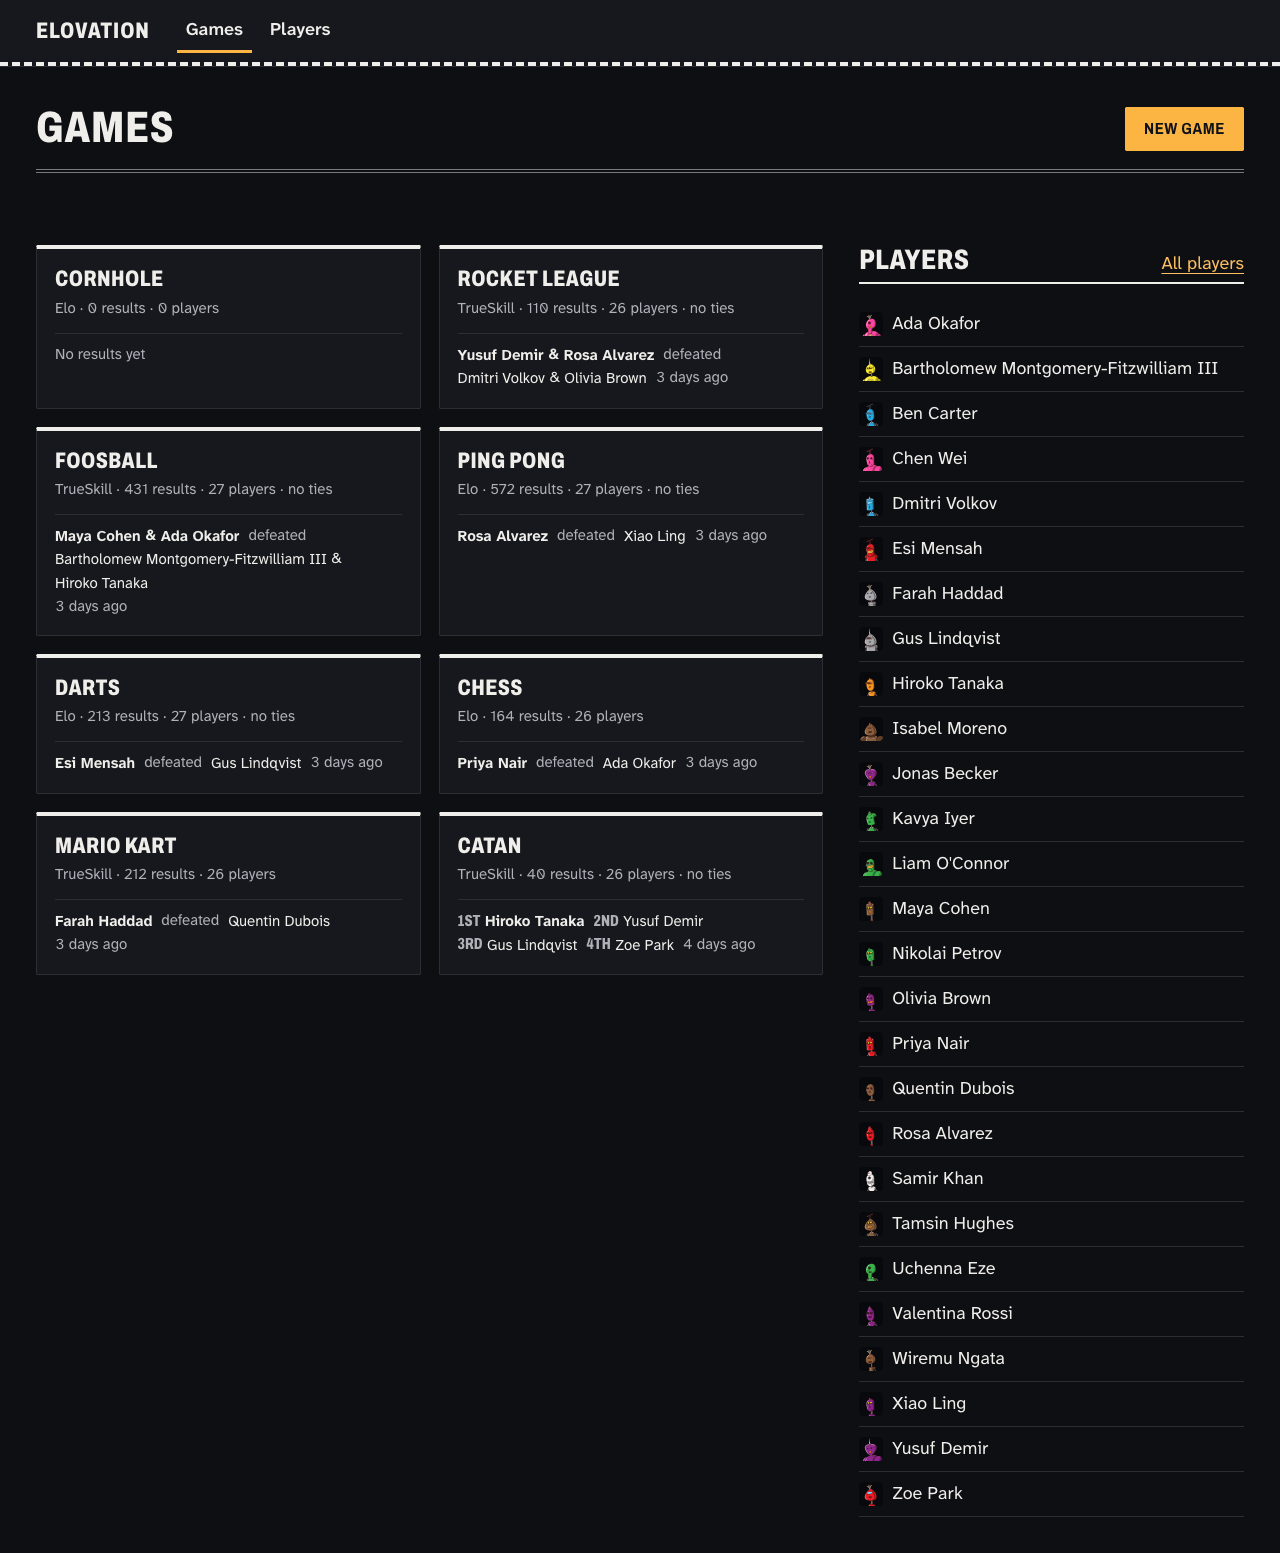 ELOVATION Games Players
GAMES
NEW GAME
CORNHOLE
Elo · 0 results · 0 players
No results yet
ROCKET LEAGUE
TrueSkill · 110 results · 26 players · no ties
Yusuf Demir & Rosa Alvarez defeated
Dmitri Volkov & Olivia Brown 3 days ago
FOOSBALL
TrueSkill · 431 results · 27 players · no ties
Maya Cohen & Ada Okafor defeated
Bartholomew Montgomery-Fitzwilliam III &
Hiroko Tanaka
3 days ago
PING PONG
Elo · 572 results · 27 players · no ties
Rosa Alvarez defeated Xiao Ling 3 days ago
DARTS
Elo · 213 results · 27 players · no ties
Esi Mensah defeated Gus Lindqvist 3 days ago
CHESS
Elo · 164 results · 26 players
Priya Nair defeated Ada Okafor 3 days ago
MARIO KART
TrueSkill · 212 results · 26 players
Farah Haddad defeated Quentin Dubois
3 days ago
CATAN
TrueSkill · 40 results · 26 players · no ties
1ST Hiroko Tanaka 2ND Yusuf Demir
3RD Gus Lindqvist 4TH Zoe Park 4 days ago
PLAYERS
All players
Ada Okafor
Bartholomew Montgomery-Fitzwilliam III
Ben Carter
Chen Wei
Dmitri Volkov
Esi Mensah
Farah Haddad
Gus Lindqvist
Hiroko Tanaka
Isabel Moreno
Jonas Becker
Kavya Iyer
Liam O'Connor
Maya Cohen
Nikolai Petrov
Olivia Brown
Priya Nair
Quentin Dubois
Rosa Alvarez
Samir Khan
Tamsin Hughes
Uchenna Eze
Valentina Rossi
Wiremu Ngata
Xiao Ling
Yusuf Demir
Zoe Park